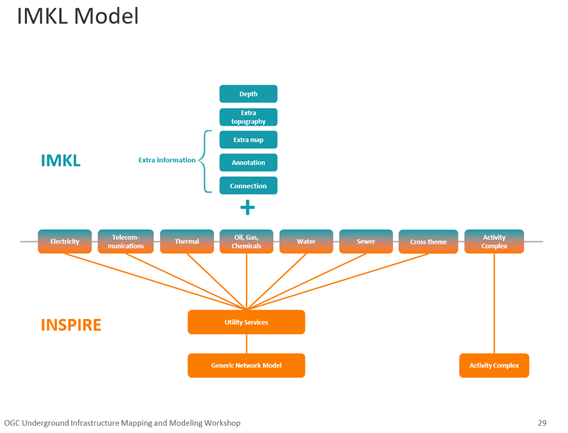 IMKL Model
Depth
Extra
topography
Extra map
IMKL
Extra information
Annotation
Connection
+
Electricity
Telecom-
munications
Thermal
Oil, Gas,
Chemicals
Water
Sewer
Cross theme
Activity
Complex
INSPIRE
Utility Services
Generic Network Model
Activity Complex
OGC Underground Infrastructure Mapping and Modeling Workshop
29